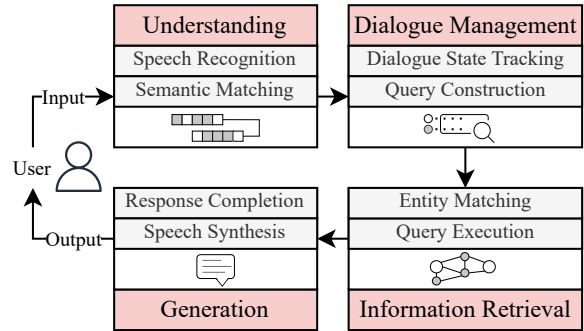 Understanding
Speech Recognition
Semantic Matching
Dialogue Management
Dialogue State Tracking
Query Construction
Input
User
Output
Response Completion
Speech Synthesis
Generation
Entity Matching
Query Execution
Information Retrieval